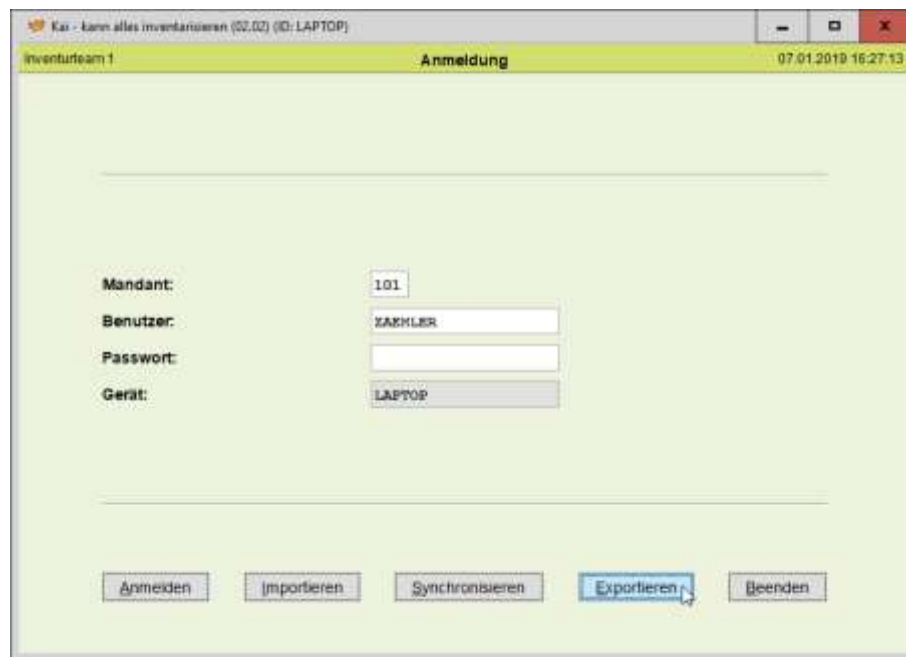 Kai - kann alles inventarisieren (02.02) (ID: LAPTOP)
Inventurteam 1 Anmeldung 07.01.2019 16:27:13
Mandant: 101
Benutzer: ZAEHLER
Passwort:
Gerät: LAPTOP
Anmelden Importieren Synchronisieren Exportieren Beenden